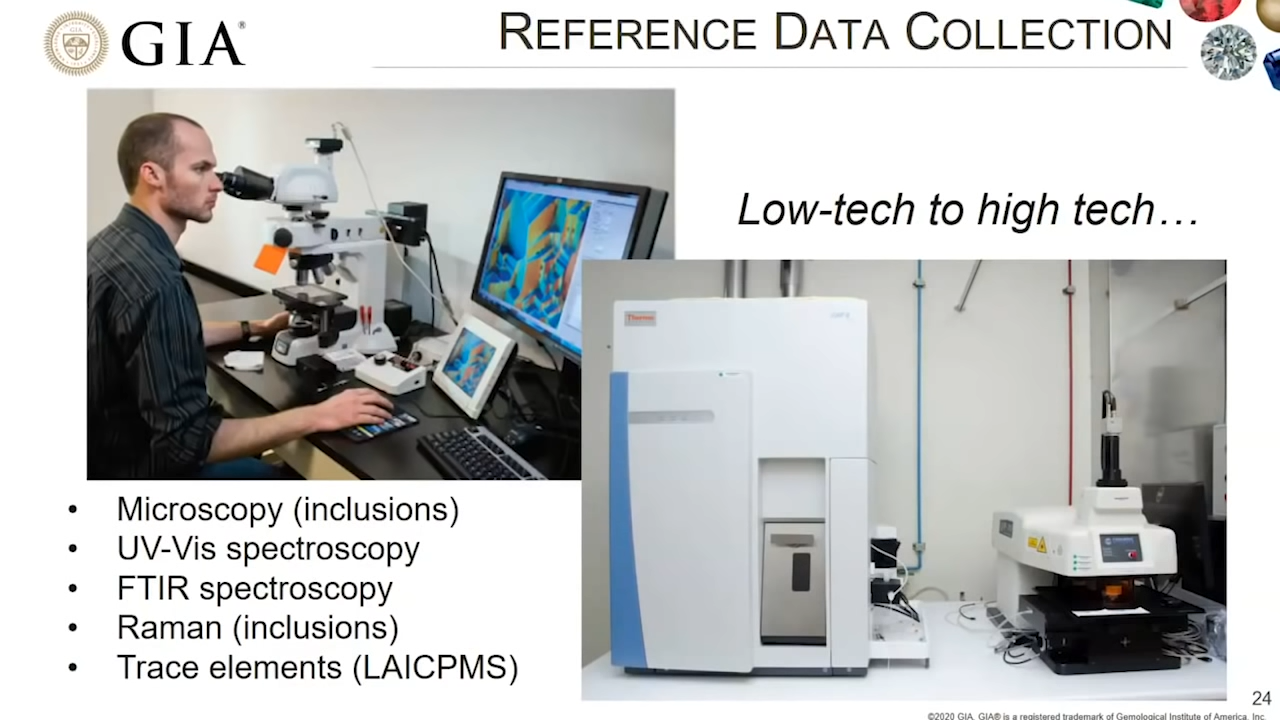 GIA®
REFERENCE DATA COLLECTION
Low-tech to high tech…
Thermo
• Microscopy (inclusions)
• UV-Vis spectroscopy
• FTIR spectroscopy
• Raman (inclusions)
• Trace elements (LAICPMS)
24
©2020 GIA. GIA® is a registered trademark of Gemological Institute of America, Inc.